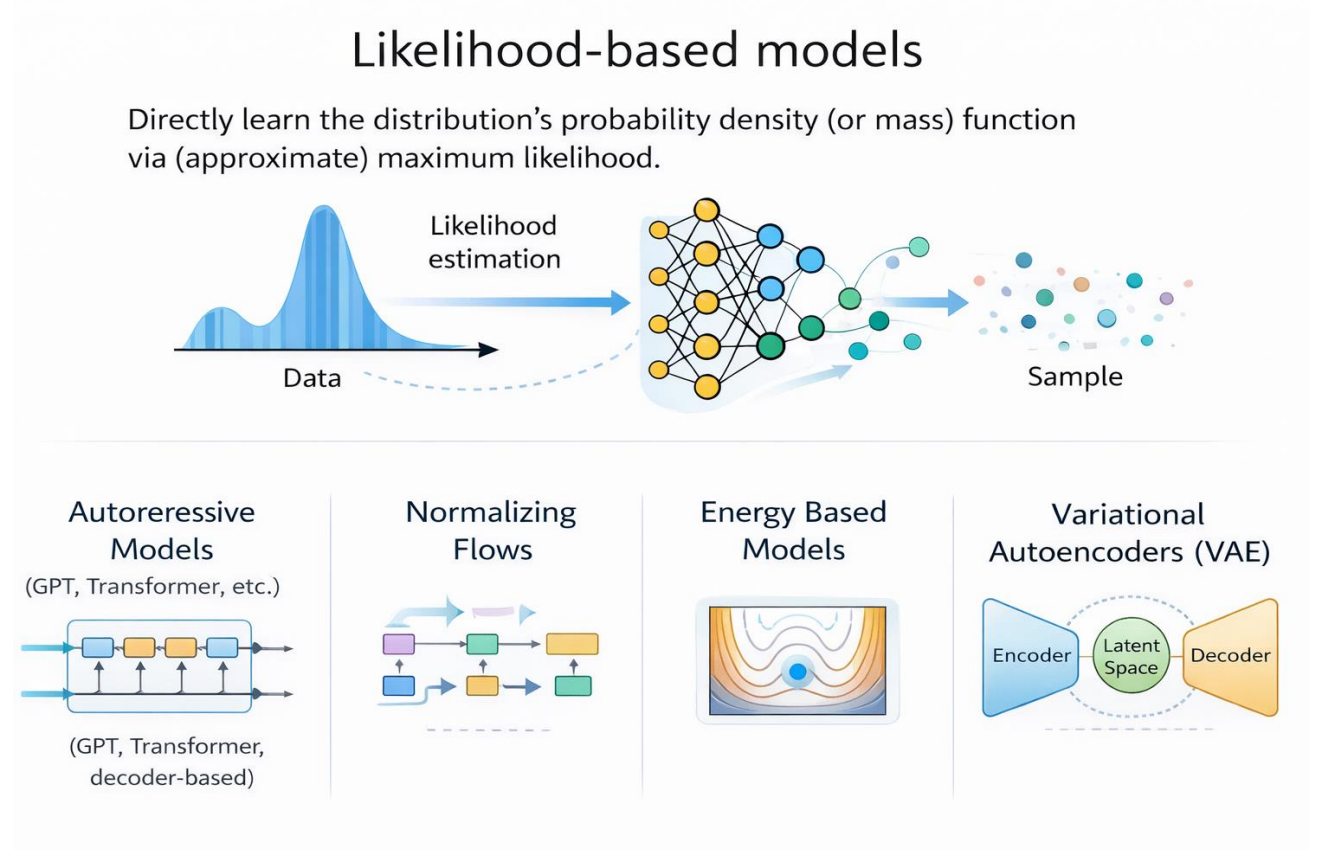 Likelihood-based models
Directly learn the distribution’s probability density (or mass) function
via (approximate) maximum likelihood.
Likelihood
estimation
Data
Sample
Autoreressive
Models
(GPT, Transformer, etc.)
(GPT, Transformer,
decoder-based)
Normalizing
Flows
Energy Based
Models
Variational
Autoencoders (VAE)
Encoder
Latent
Space
Decoder